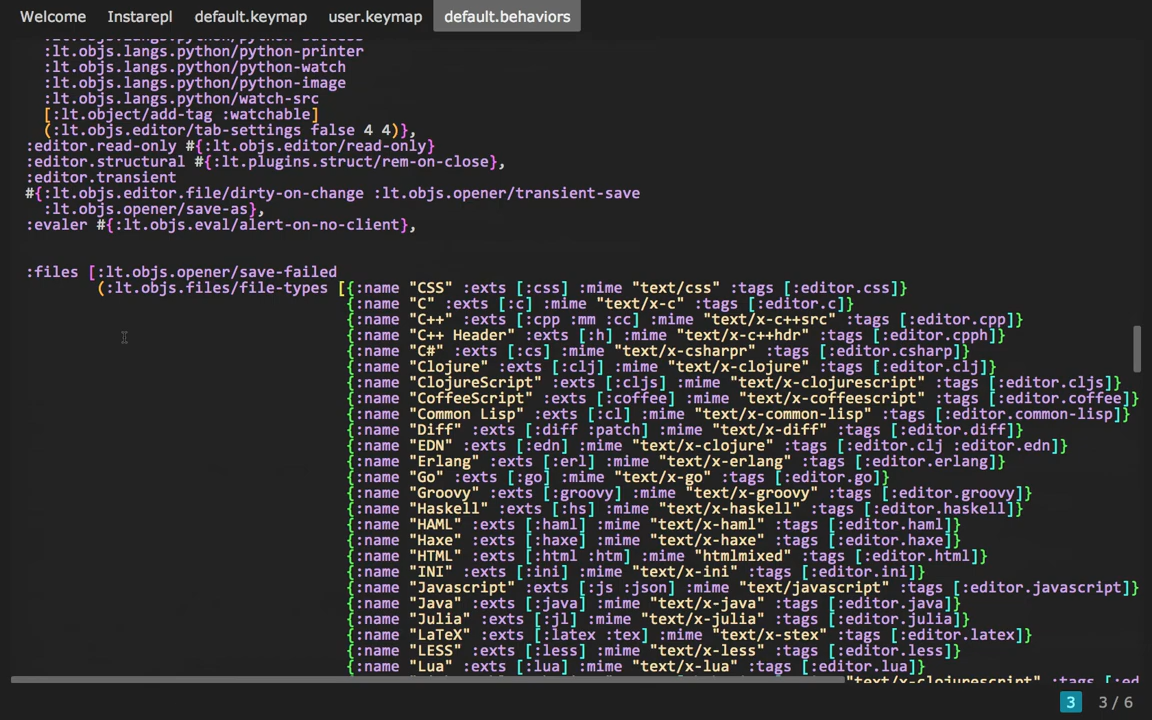 Welcome Instarepl default.keymap user.keymap default.behaviors
:lt.objs.langs.python/python-printer
:lt.objs.langs.python/python-watch
:lt.objs.langs.python/python-image
:lt.objs.langs.python/watch-src
[:lt.object/add-tag :watchable]
(:lt.objs.editor/tab-settings false 4 4)},
:editor.read-only #{:lt.objs.editor/read-only}
:editor.structural #{:lt.plugins.struct/rem-on-close},
:editor.transient
#{:lt.objs.editor.file/dirty-on-change :lt.objs.opener/transient-save
:lt.objs.opener/save-as},
:evaler #{:lt.objs.eval/alert-on-no-client},
:files [:lt.objs.opener/save-failed
(:lt.objs.files/file-types [{:name "CSS" :exts [:css] :mime "text/css" :tags [:editor.css]}
{:name "C" :exts [:c] :mime "text/x-c" :tags [:editor.c]}
{:name "C++" :exts [:cpp :mm :cc] :mime "text/x-c++src" :tags [:editor.cpp]}
{:name "C++ Header" :exts [:h] :mime "text/x-c++hdr" :tags [:editor.cpph]}
{:name "C#" :exts [:cs] :mime "text/x-csharpr" :tags [:editor.csharp]}
{:name "Clojure" :exts [:clj] :mime "text/x-clojure" :tags [:editor.clj]}
{:name "ClojureScript" :exts [:cljs] :mime "text/x-clojurescript" :tags [:editor.cljs]}
{:name "CoffeeScript" :exts [:coffee] :mime "text/x-coffeescript" :tags [:editor.coffee]}
{:name "Common Lisp" :exts [:cl] :mime "text/x-common-lisp" :tags [:editor.common-lisp]}
{:name "Diff" :exts [:diff :patch] :mime "text/x-diff" :tags [:editor.diff]}
{:name "EDN" :exts [:edn] :mime "text/x-clojure" :tags [:editor.clj :editor.edn]}
{:name "Erlang" :exts [:erl] :mime "text/x-erlang" :tags [:editor.erlang]}
{:name "Go" :exts [:go] :mime "text/x-go" :tags [:editor.go]}
{:name "Groovy" :exts [:groovy] :mime "text/x-groovy" :tags [:editor.groovy]}
{:name "Haskell" :exts [:hs] :mime "text/x-haskell" :tags [:editor.haskell]}
{:name "HAML" :exts [:haml] :mime "text/x-haml" :tags [:editor.haml]}
{:name "Haxe" :exts [:haxe] :mime "text/x-haxe" :tags [:editor.haxe]}
{:name "HTML" :exts [:html :htm] :mime "htmlmixed" :tags [:editor.html]}
{:name "INI" :exts [:ini] :mime "text/x-ini" :tags [:editor.ini]}
{:name "Javascript" :exts [:js :json] :mime "text/javascript" :tags [:editor.javascript]}
{:name "Java" :exts [:java] :mime "text/x-java" :tags [:editor.java]}
{:name "Julia" :exts [:jl] :mime "text/x-julia" :tags [:editor.julia]}
{:name "LaTeX" :exts [:latex :tex] :mime "text/x-stex" :tags [:editor.latex]}
{:name "LESS" :exts [:less] :mime "text/x-less" :tags [:editor.less]}
{:name "Lua" :exts [:lua] :mime "text/x-lua" :tags [:editor.lua]}
"text/x-clojurescript" :tags [:ed
3 3 / 6